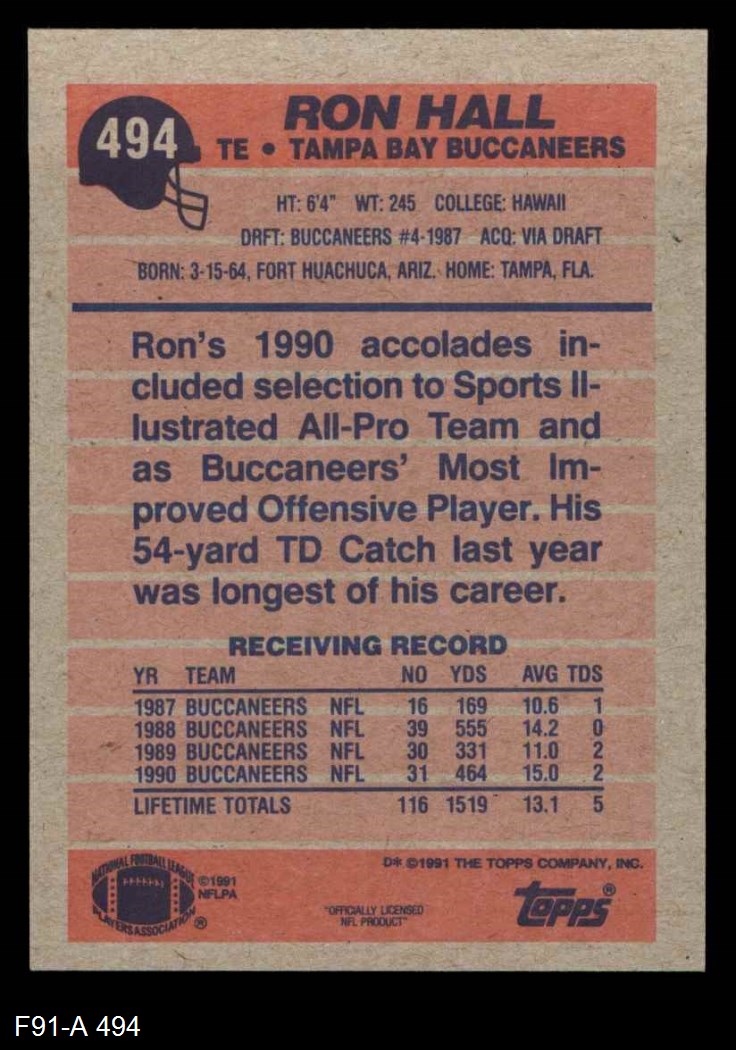 494
RON HALL
TE • TAMPA BAY BUCCANEERS
HT: 6'4" WT: 245 COLLEGE: HAWAII
DRFT: BUCCANEERS #4-1987 ACQ: VIA DRAFT
BORN: 3-15-64, FORT HUACHUCA, ARIZ. HOME: TAMPA, FLA.
Ron's 1990 accolades in-
cluded selection to Sports Il-
lustrated All-Pro Team and
as Buccaneers' Most Im-
proved Offensive Player. His
54-yard TD Catch last year
was longest of his career.
RECEIVING RECORD
YR TEAM NO YDS AVG TDS
1987 BUCCANEERS NFL 16 169 10.6 1
1988 BUCCANEERS NFL 39 555 14.2 0
1989 BUCCANEERS NFL 30 331 11.0 2
1990 BUCCANEERS NFL 31 464 15.0 2
LIFETIME TOTALS 116 1519 13.1 5
D* ©1991 THE TOPPS COMPANY, INC.
NATIONAL FOOTBALL LEAGUE
PLAYERS ASSOCIATION ®
©1991
NFLPA
"OFFICIALLY LICENSED
NFL PRODUCT"
topps®
F91-A 494